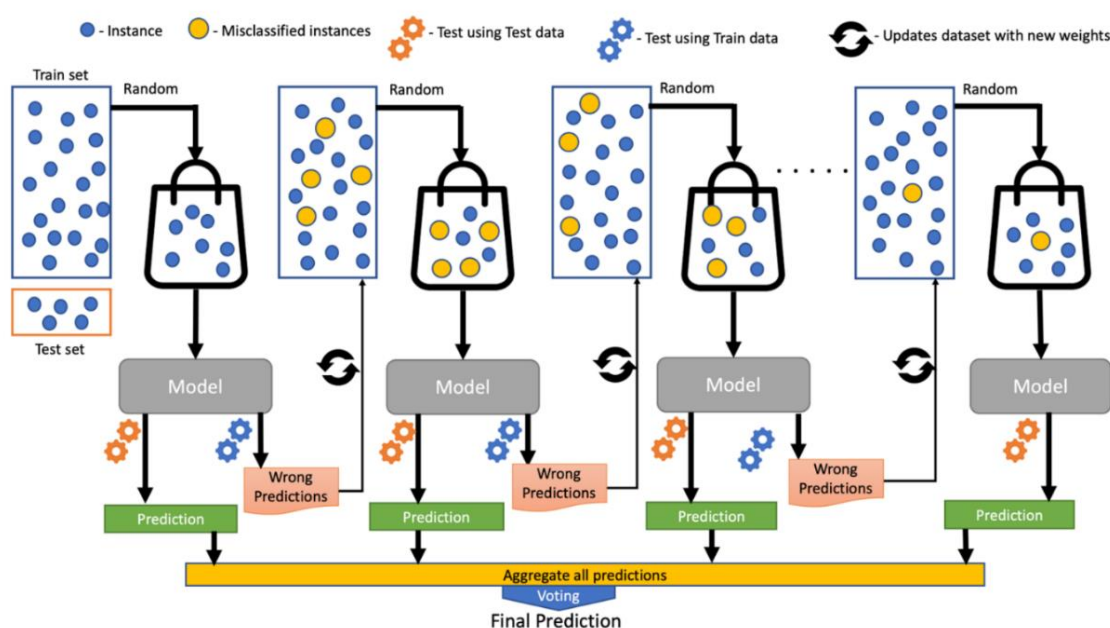 - Instance
- Misclassified instances
- Test using Test data
- Test using Train data
- Updates dataset with new weights
Train set
Random
Random
Random
Random
. . . . . .
Test set
Model
Model
Model
Model
Wrong
Predictions
Wrong
Predictions
Wrong
Predictions
Prediction
Prediction
Prediction
Prediction
Aggregate all predictions
Voting
Final Prediction